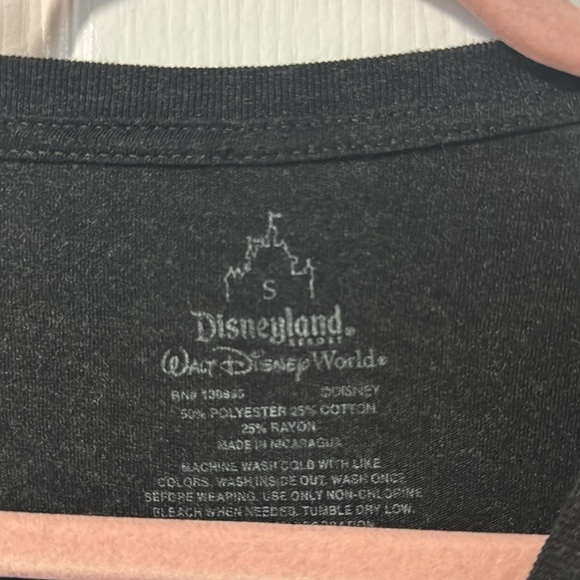 S
Disneyland®
RESORT
Walt Disney World®
RN# 130885 ©DISNEY
50% POLYESTER 25% COTTON
25% RAYON
MADE IN NICARAGUA
MACHINE WASH COLD WITH LIKE
COLORS. WASH INSIDE OUT. WASH ONCE
BEFORE WEARING. USE ONLY NON-CHLORINE
BLEACH WHEN NEEDED. TUMBLE DRY LOW.
DECORATION